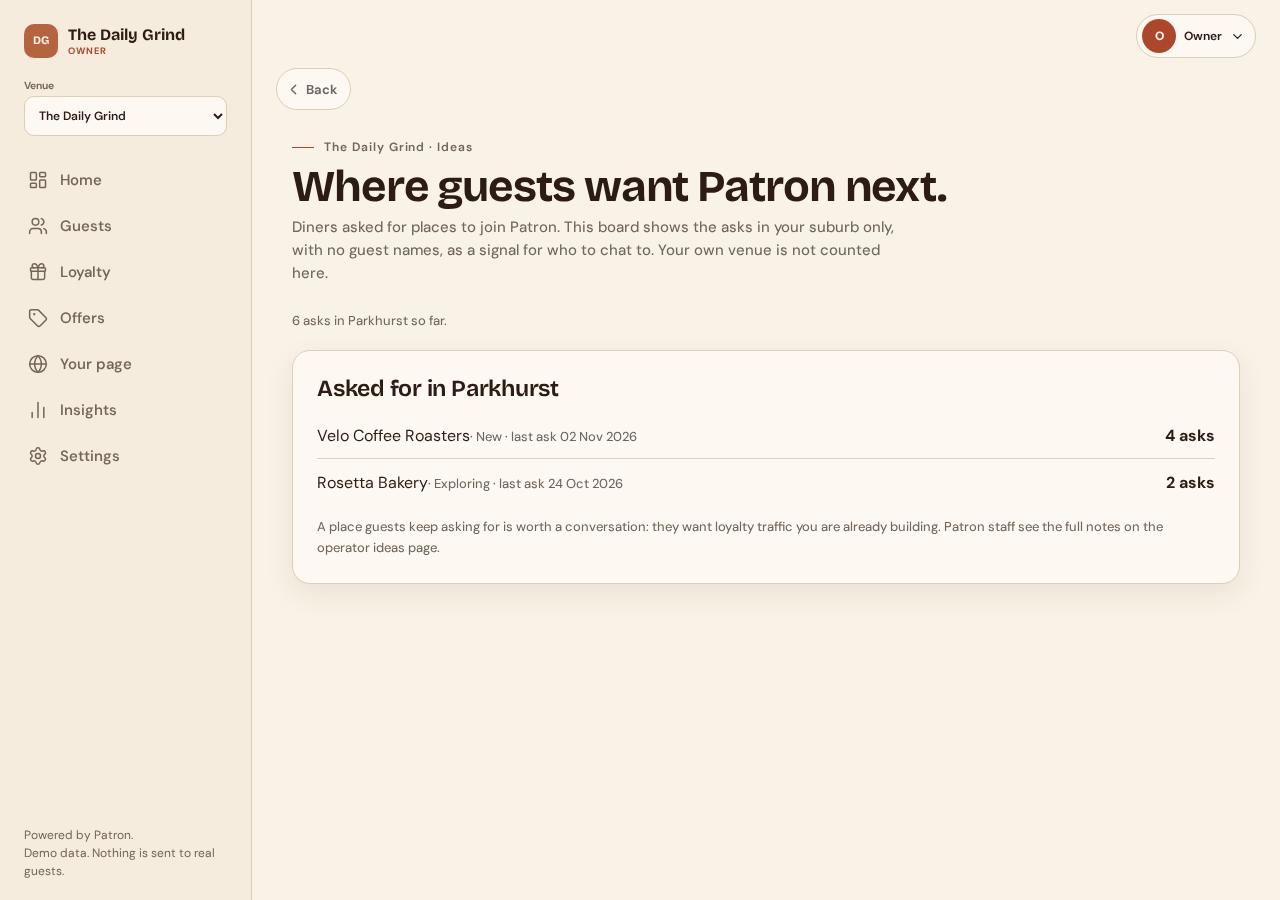 DG
The Daily Grind
OWNER
Venue
The Daily Grind
Home
Guests
Loyalty
Offers
Your page
Insights
Settings
Powered by Patron.
Demo data. Nothing is sent to real
guests.
O
Owner
Back
The Daily Grind · Ideas
Where guests want Patron next.
Diners asked for places to join Patron. This board shows the asks in your suburb only,
with no guest names, as a signal for who to chat to. Your own venue is not counted
here.
6 asks in Parkhurst so far.
Asked for in Parkhurst
Velo Coffee Roasters· New · last ask 02 Nov 2026 4 asks
Rosetta Bakery· Exploring · last ask 24 Oct 2026 2 asks
A place guests keep asking for is worth a conversation: they want loyalty traffic you are already building. Patron staff see the full notes on the
operator ideas page.